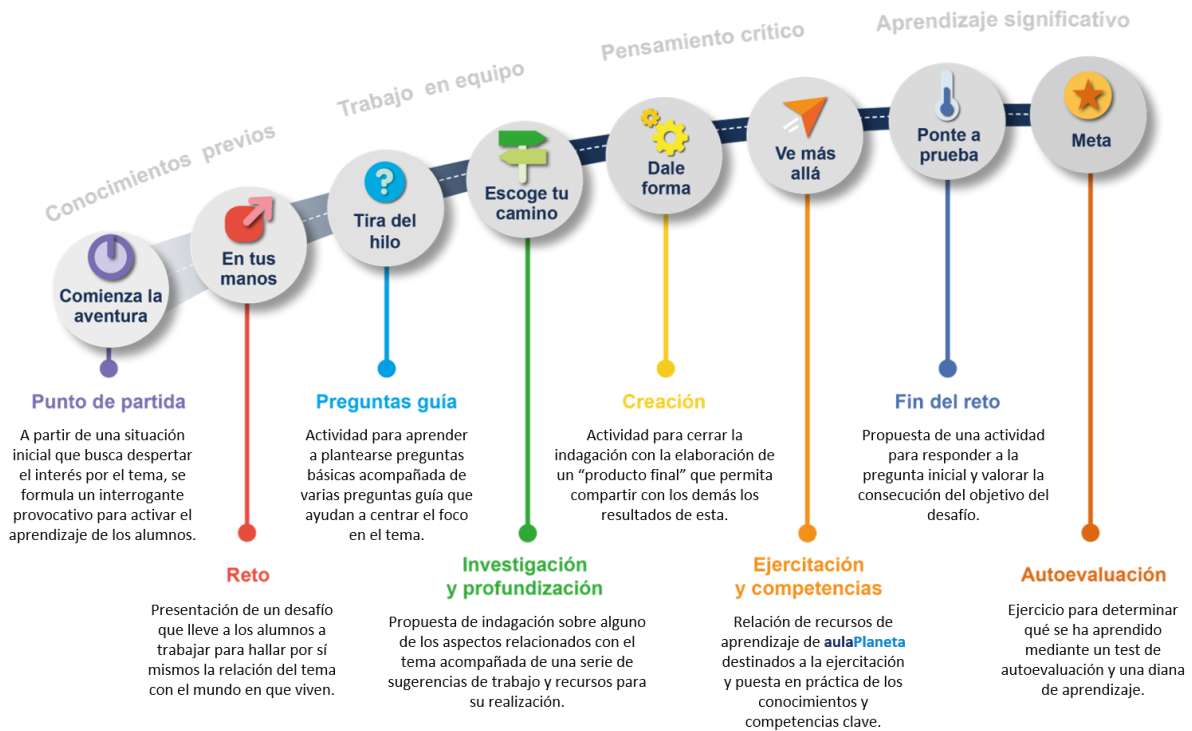 Conocimientos previos
Trabajo en equipo
Pensamiento crítico
Aprendizaje significativo
Comienza la
aventura
En tus
manos
Tira del
hilo
Escoge tu
camino
Dale
forma
Ve más
allá
Ponte a
prueba
Meta
Punto de partida
A partir de una situación
inicial que busca despertar
el interés por el tema, se
formula un interrogante
provocativo para activar el
aprendizaje de los alumnos.
Reto
Presentación de un desafío
que lleve a los alumnos a
trabajar para hallar por sí
mismos la relación del tema
con el mundo en que viven.
Preguntas guía
Actividad para aprender
a plantearse preguntas
básicas acompañada de
varias preguntas guía que
ayudan a centrar el foco
en el tema.
Investigación
y profundización
Propuesta de indagación sobre alguno
de los aspectos relacionados con el
tema acompañada de una serie de
sugerencias de trabajo y recursos para
su realización.
Creación
Actividad para cerrar la
indagación con la elaboración de
un “producto final” que permita
compartir con los demás los
resultados de esta.
Ejercitación
y competencias
Relación de recursos de
aprendizaje de aulaPlaneta
destinados a la ejercitación
y puesta en práctica de los
conocimientos y
competencias clave.
Fin del reto
Propuesta de una actividad
para responder a la
pregunta inicial y valorar la
consecución del objetivo del
desafío.
Autoevaluación
Ejercicio para determinar
qué se ha aprendido
mediante un test de
autoevaluación y una diana
de aprendizaje.